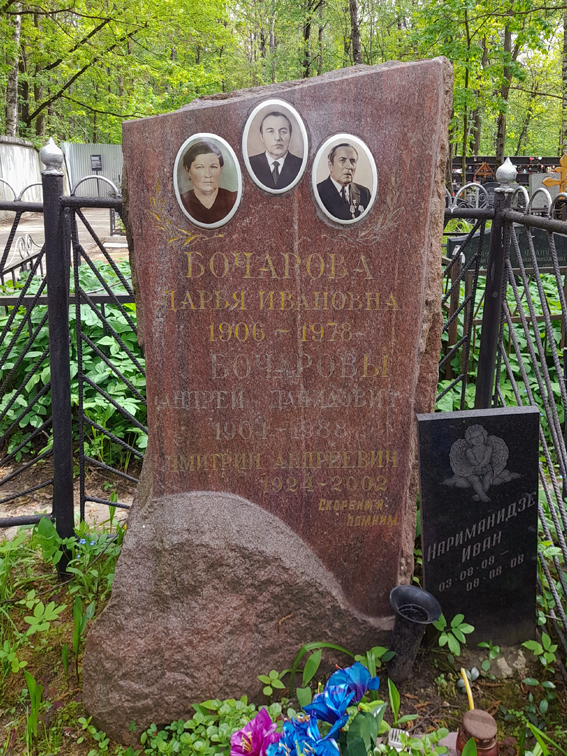 БОЧАРОВА
ДАРЬЯ ИВАНОВНА
1906 – 1978
БОЧАРОВЫ
АНДРЕЙ ДАВИДОВИЧ
ДМИТРИЙ АНДРЕЕВИЧ
1924-2002
СКОРБИМ И
ПОМНИМ
НАРИМАНИДЗЕ
ИВАН
03·08·08 –
08·08·08